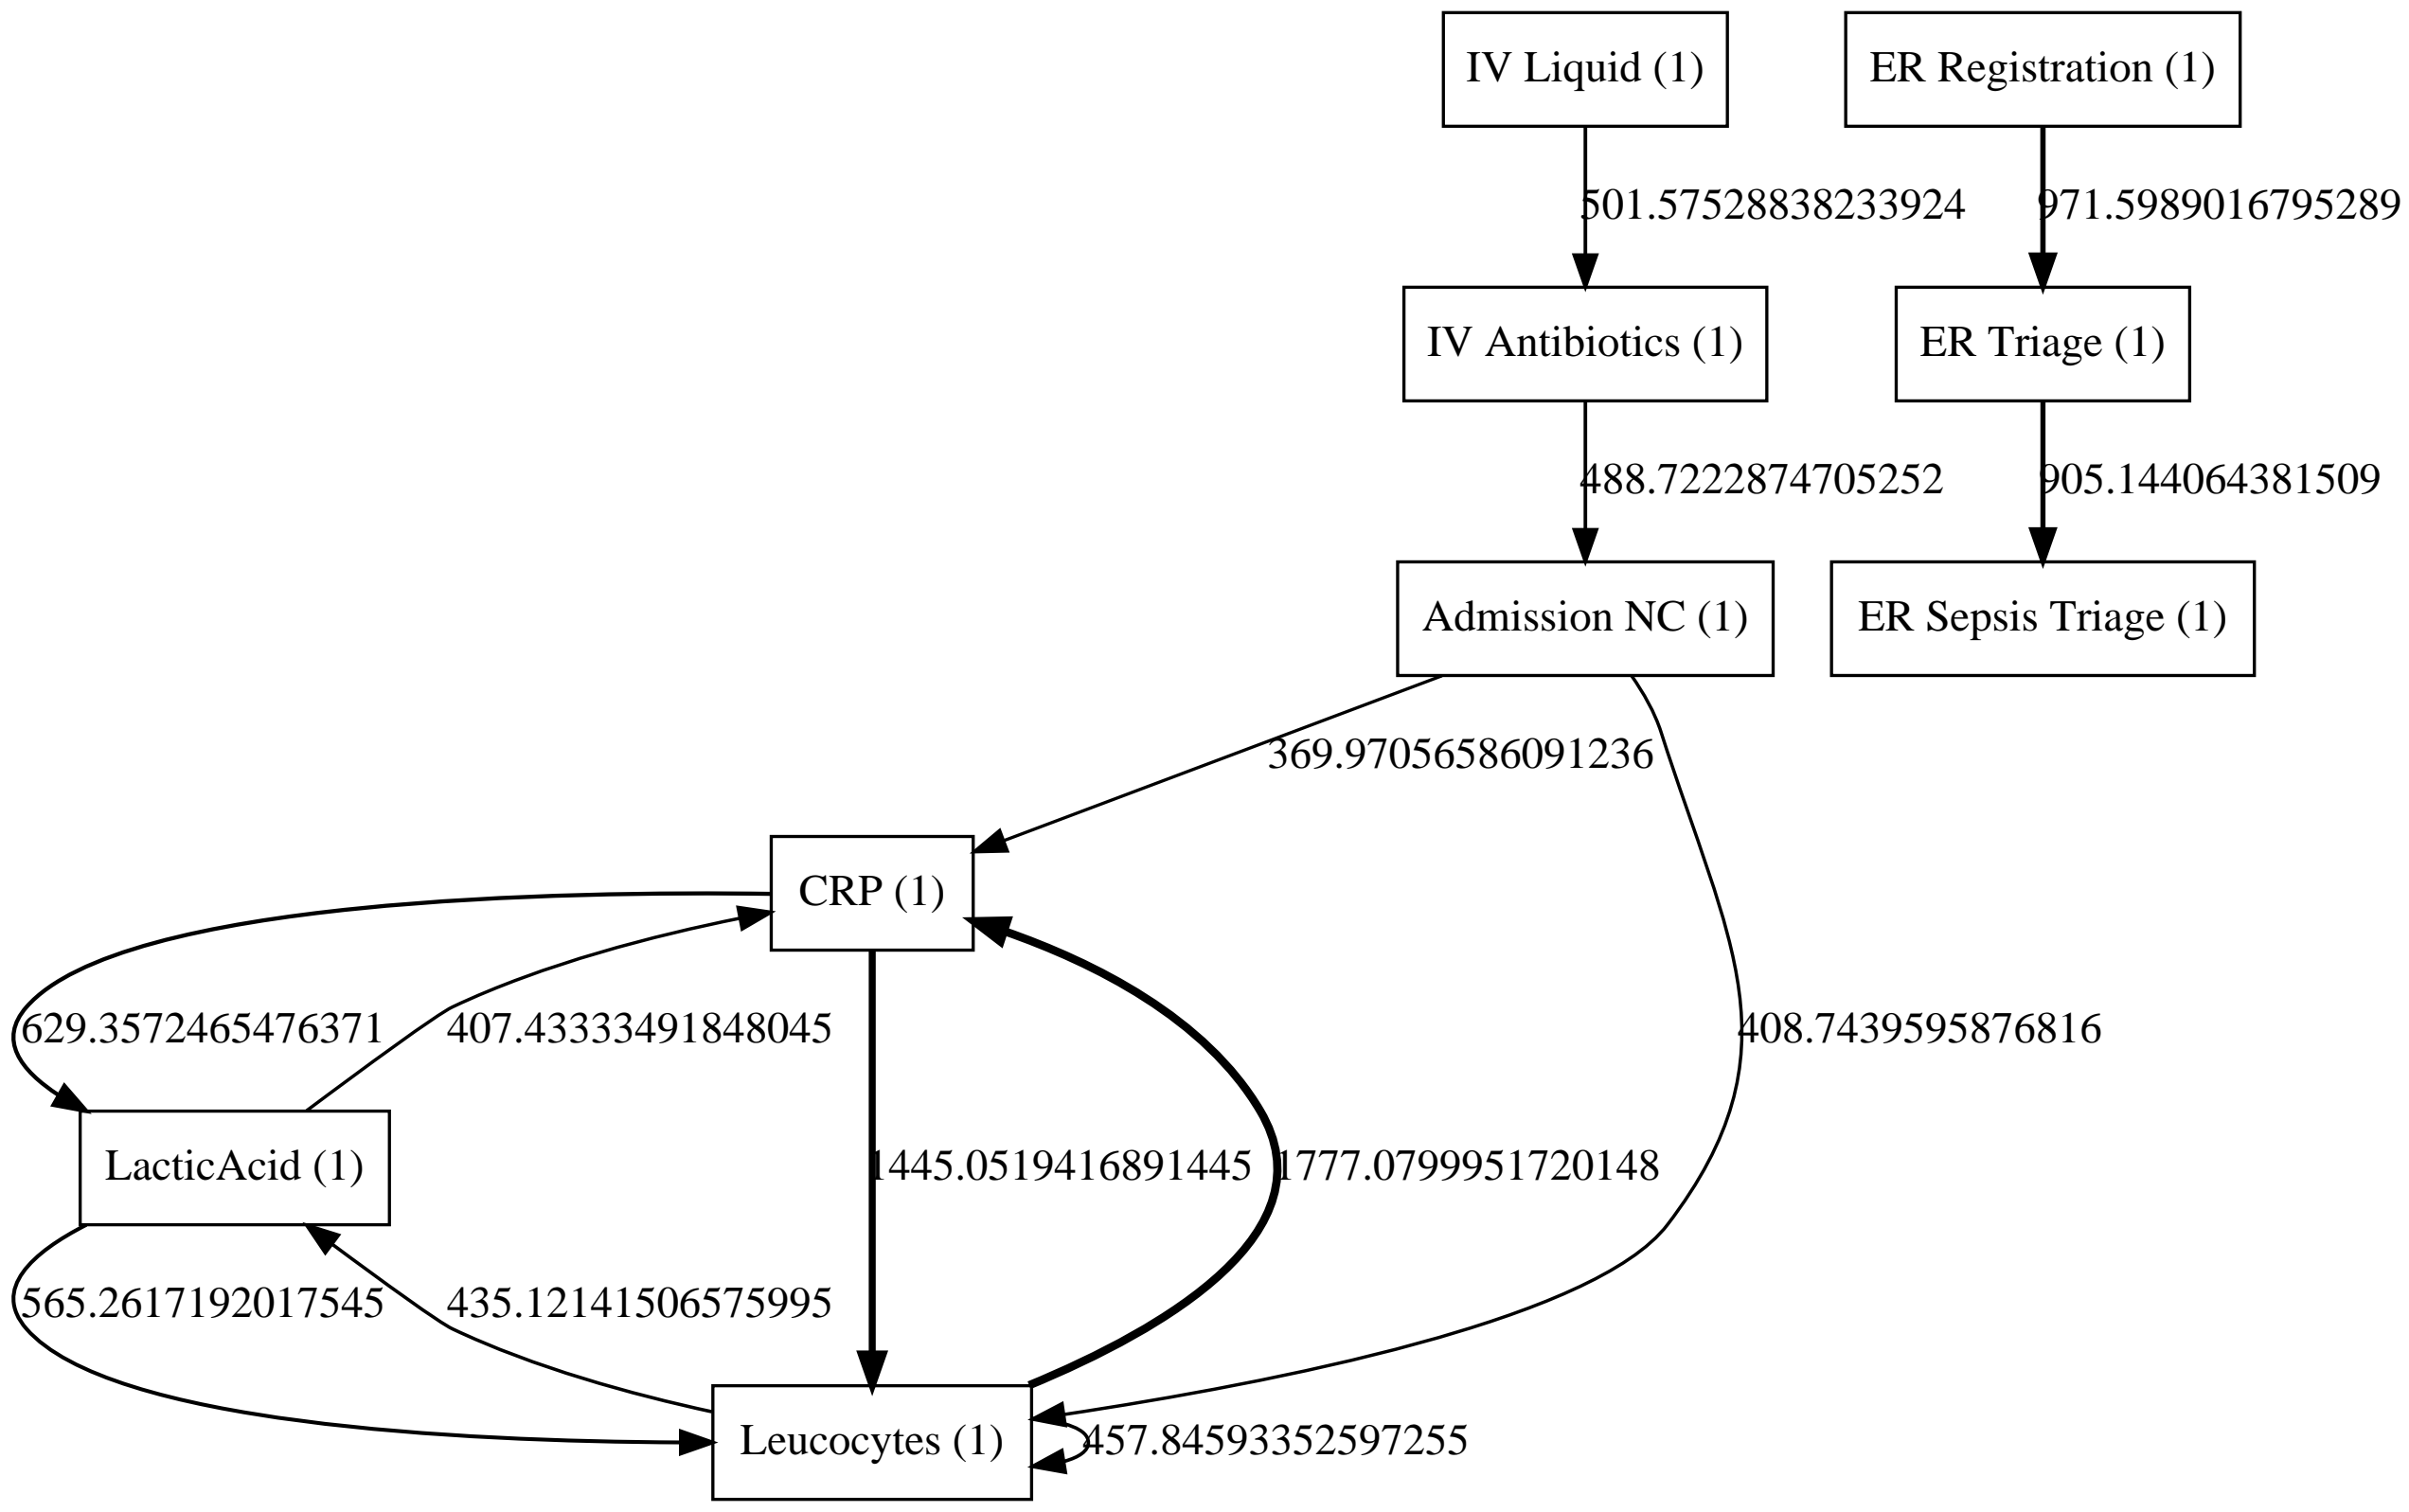 IV Liquid (1)
ER Registration (1)
501.57528838233924
971.5989016795289
IV Antibiotics (1)
ER Triage (1)
488.7222874705252
905.144064381509
Admission NC (1)
ER Sepsis Triage (1)
369.97056586091236
CRP (1)
629.3572465476371
407.43333491848045
408.7439595876816
LacticAcid (1)
1445.0519416891445
1777.0799951720148
565.2617192017545
435.12141506575995
Leucocytes (1)
457.84593352597255